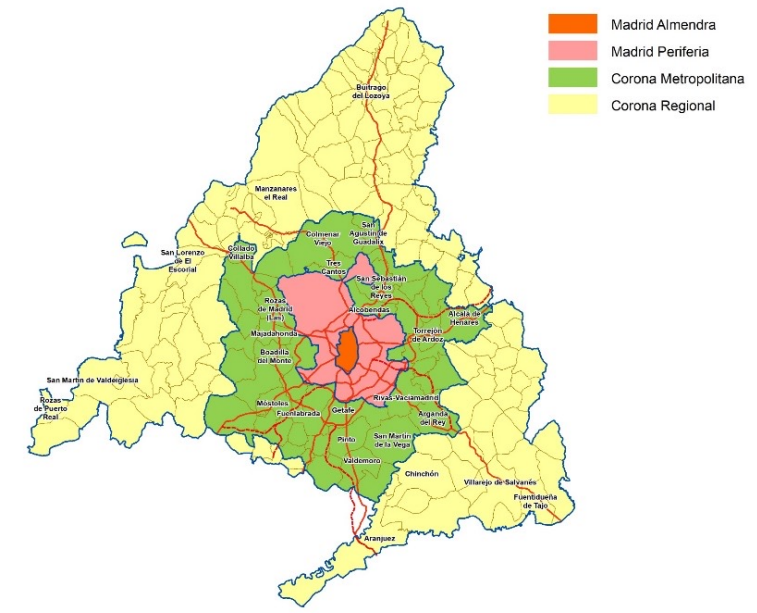 Madrid Almendra
Madrid Periferia
Corona Metropolitana
Corona Regional
Buitrago
del Lozoya
Manzanares
el Real
San
Agustín de
Guadalix
Colmenar
Viejo
Collado
Villalba
San Lorenzo
de El
Escorial
Tres
Cantos
San Sebastián
de los
Reyes
Rozas
de Madrid
(Las)
Alcobendas
Alcalá de
Henares
Majadahonda
Torrejón
de Ardoz
Boadilla
del Monte
San Martín de Valdeiglesia
Rozas
de Puerto
Real
Rivas-Vaciamadrid
Móstoles
Fuenlabrada
Getafe
Arganda
del Rey
Pinto
San Martín
de la Vega
Valdemoro
Chinchón
Villarejo de Salvanés
Fuentidueña
de Tajo
Aranjuez